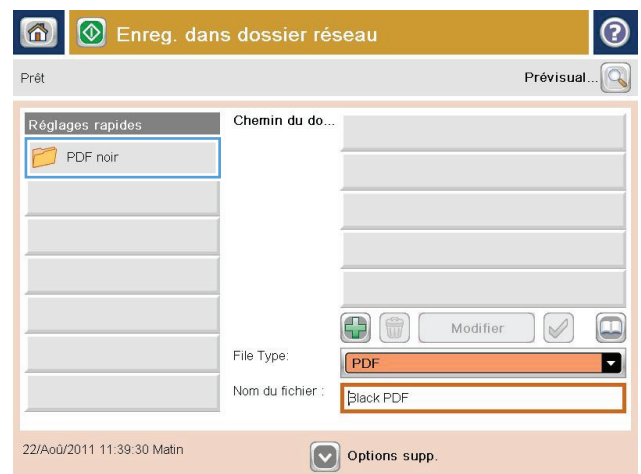 Enreg. dans dossier réseau
Prêt
Prévisual...
Réglages rapides
Chemin du do...
PDF noir
Modifier
File Type:
PDF
Nom du fichier :
Black PDF
22/Aoû/2011 11:39:30 Matin
Options supp.